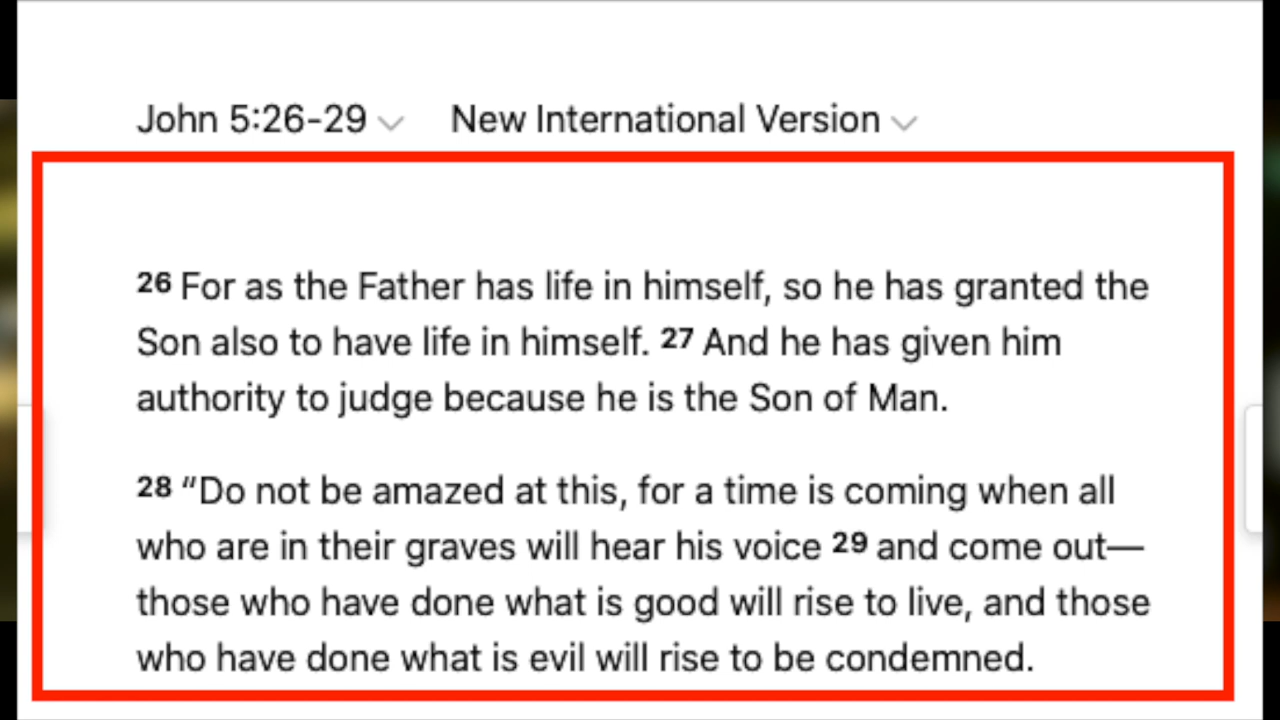 John 5:26-29 New International Version
26 For as the Father has life in himself, so he has granted the
Son also to have life in himself. 27 And he has given him
authority to judge because he is the Son of Man.
28 “Do not be amazed at this, for a time is coming when all
who are in their graves will hear his voice 29 and come out—
those who have done what is good will rise to live, and those
who have done what is evil will rise to be condemned.